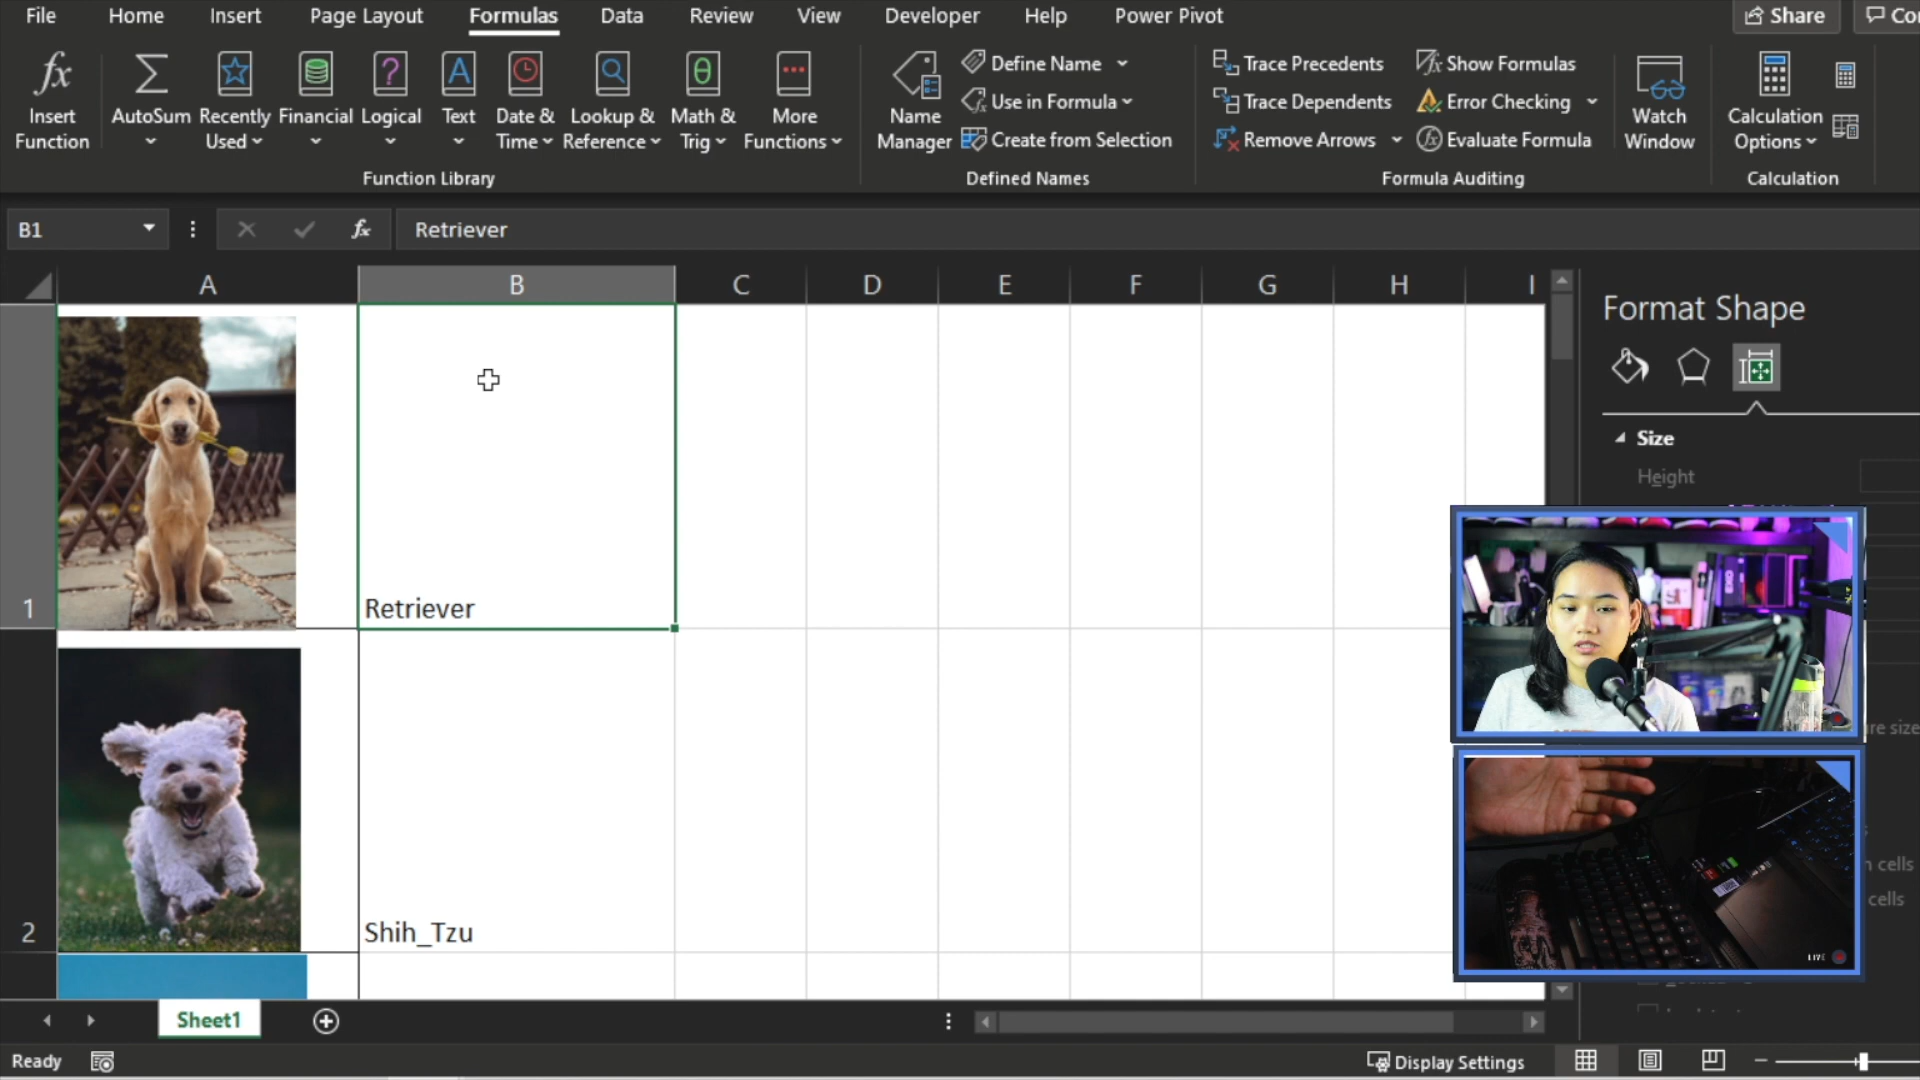 File Home Insert Page Layout Formulas Data Review View Developer Help Power Pivot Share
Insert Function
AutoSum
Recently Used
Financial
Logical
Text
Date & Time
Lookup & Reference
Math & Trig
More Functions
Function Library
Name Manager
Define Name
Use in Formula
Create from Selection
Defined Names
Trace Precedents
Trace Dependents
Remove Arrows
Show Formulas
Error Checking
Evaluate Formula
Formula Auditing
Watch Window
Calculation Options
Calculation
B1 fx Retriever
A B C D E F G H I
Format Shape
Size
Height
1 Retriever
2 Shih_Tzu
cells
cells
LIVE
Sheet1
Ready Display Settings